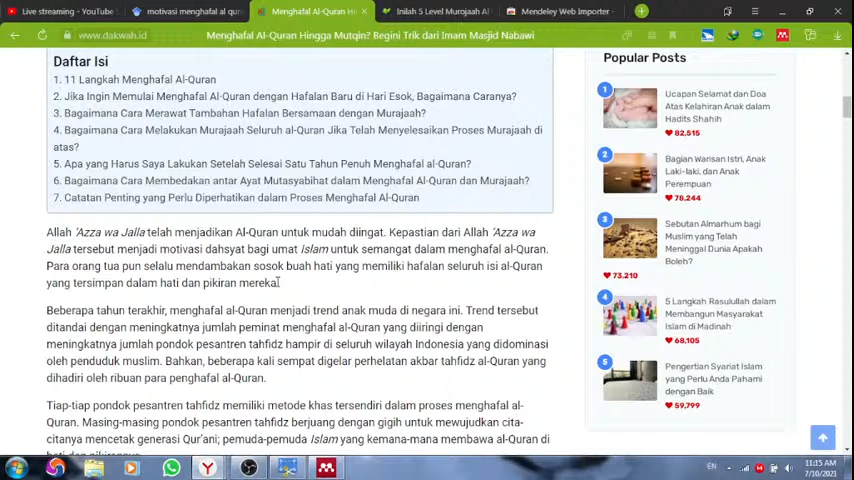 Live streaming - YouTube
motivasi menghafal al qur
Menghafal Al-Quran Hi
Inilah 5 Level Murojaah Al
Mendeley Web Importer -
www.dakwah.id
Menghafal Al-Quran Hingga Mutqin? Begini Trik dari Imam Masjid Nabawi
Daftar Isi
1. 11 Langkah Menghafal Al-Quran
2. Jika Ingin Memulai Menghafal Al-Quran dengan Hafalan Baru di Hari Esok, Bagaimana Caranya?
3. Bagaimana Cara Merawat Tambahan Hafalan Bersamaan dengan Murajaah?
4. Bagaimana Cara Melakukan Murajaah Seluruh al-Quran Jika Telah Menyelesaikan Proses Murajaah di
atas?
5. Apa yang Harus Saya Lakukan Setelah Selesai Satu Tahun Penuh Menghafal al-Quran?
6. Bagaimana Cara Membedakan antar Ayat Mutasyabihat dalam Menghafal Al-Quran dan Murajaah?
7. Catatan Penting yang Perlu Diperhatikan dalam Proses Menghafal Al-Quran
Allah 'Azza wa Jalla telah menjadikan Al-Quran untuk mudah diingat. Kepastian dari Allah 'Azza wa
Jalla tersebut menjadi motivasi dahsyat bagi umat Islam untuk semangat dalam menghafal al-Quran.
Para orang tua pun selalu mendambakan sosok buah hati yang memiliki hafalan seluruh isi al-Quran
yang tersimpan dalam hati dan pikiran mereka.
Beberapa tahun terakhir, menghafal al-Quran menjadi trend anak muda di negara ini. Trend tersebut
ditandai dengan meningkatnya jumlah peminat menghafal al-Quran yang diiringi dengan
meningkatnya jumlah pondok pesantren tahfidz hampir di seluruh wilayah Indonesia yang didominasi
oleh penduduk muslim. Bahkan, beberapa kali sempat digelar perhelatan akbar tahfidz al-Quran yang
dihadiri oleh ribuan para penghafal al-Quran.
Tiap-tiap pondok pesantren tahfidz memiliki metode khas tersendiri dalam proses menghafal al-
Quran. Masing-masing pondok pesantren tahfidz berjuang dengan gigih untuk mewujudkan cita-
citanya mencetak generasi Qur'ani; pemuda-pemuda Islam yang kemana-mana membawa al-Quran di
hati dan pikirannya.
Popular Posts
1
Ucapan Selamat dan Doa
Atas Kelahiran Anak dalam
Hadits Shahih
82,515
2
Bagian Warisan Istri, Anak
Laki-laki, dan Anak
Perempuan
78,244
3
Sebutan Almarhum bagi
Muslim yang Telah
Meninggal Dunia Apakah
Boleh?
73,210
4
5 Langkah Rasulullah dalam
Membangun Masyarakat
Islam di Madinah
68,105
5
Pengertian Syariat Islam
yang Perlu Anda Pahami
dengan Baik
59,799
EN
11:15 AM
7/10/2021